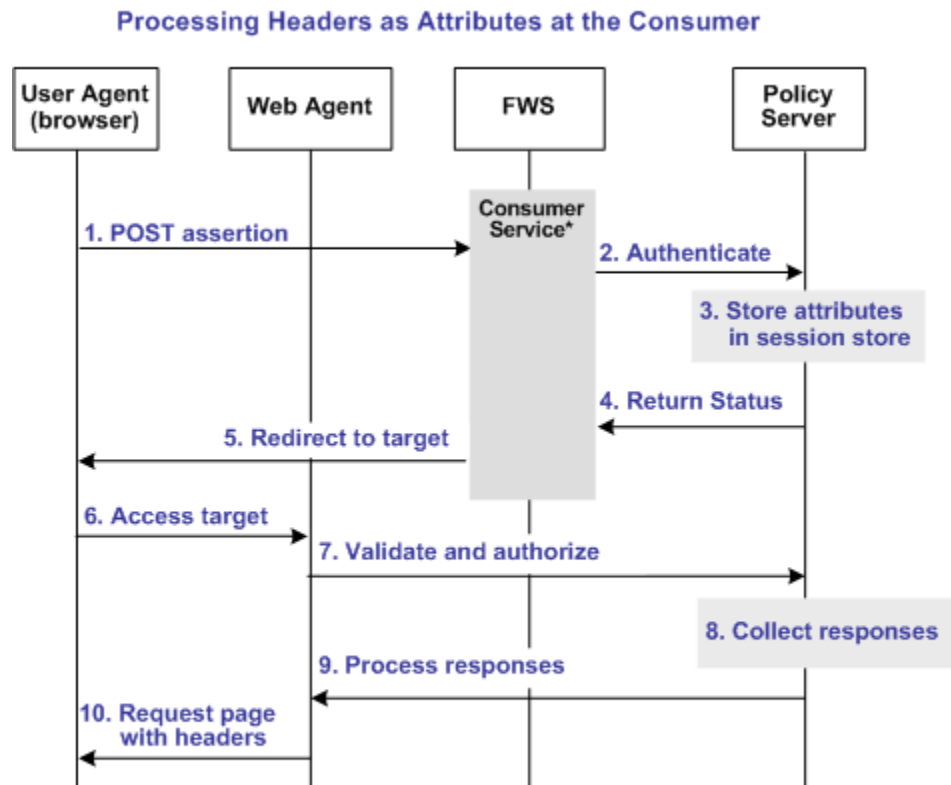 Processing Headers as Attributes at the Consumer
User Agent
(browser)
Web Agent
FWS
Policy
Server
Consumer
Service*
1. POST assertion
2. Authenticate
3. Store attributes
in session store
4. Return Status
5. Redirect to target
6. Access target
7. Validate and authorize
8. Collect responses
9. Process responses
10. Request page
with headers